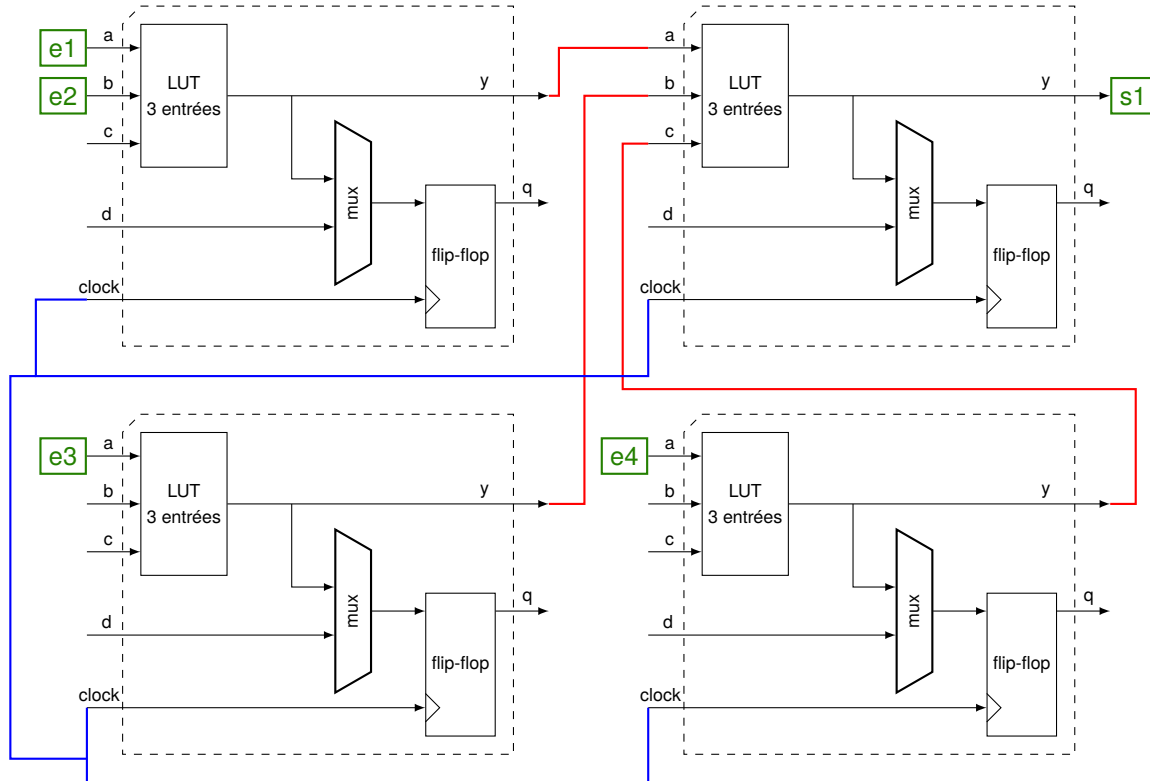 e1
a
e2
b
c
LUT
3 entrées
y
mux
d
q
flip-flop
clock
a
b
c
LUT
3 entrées
y
s1
mux
d
q
flip-flop
clock
e3
a
b
c
LUT
3 entrées
y
mux
d
q
flip-flop
clock
e4
a
b
c
LUT
3 entrées
y
mux
d
q
flip-flop
clock